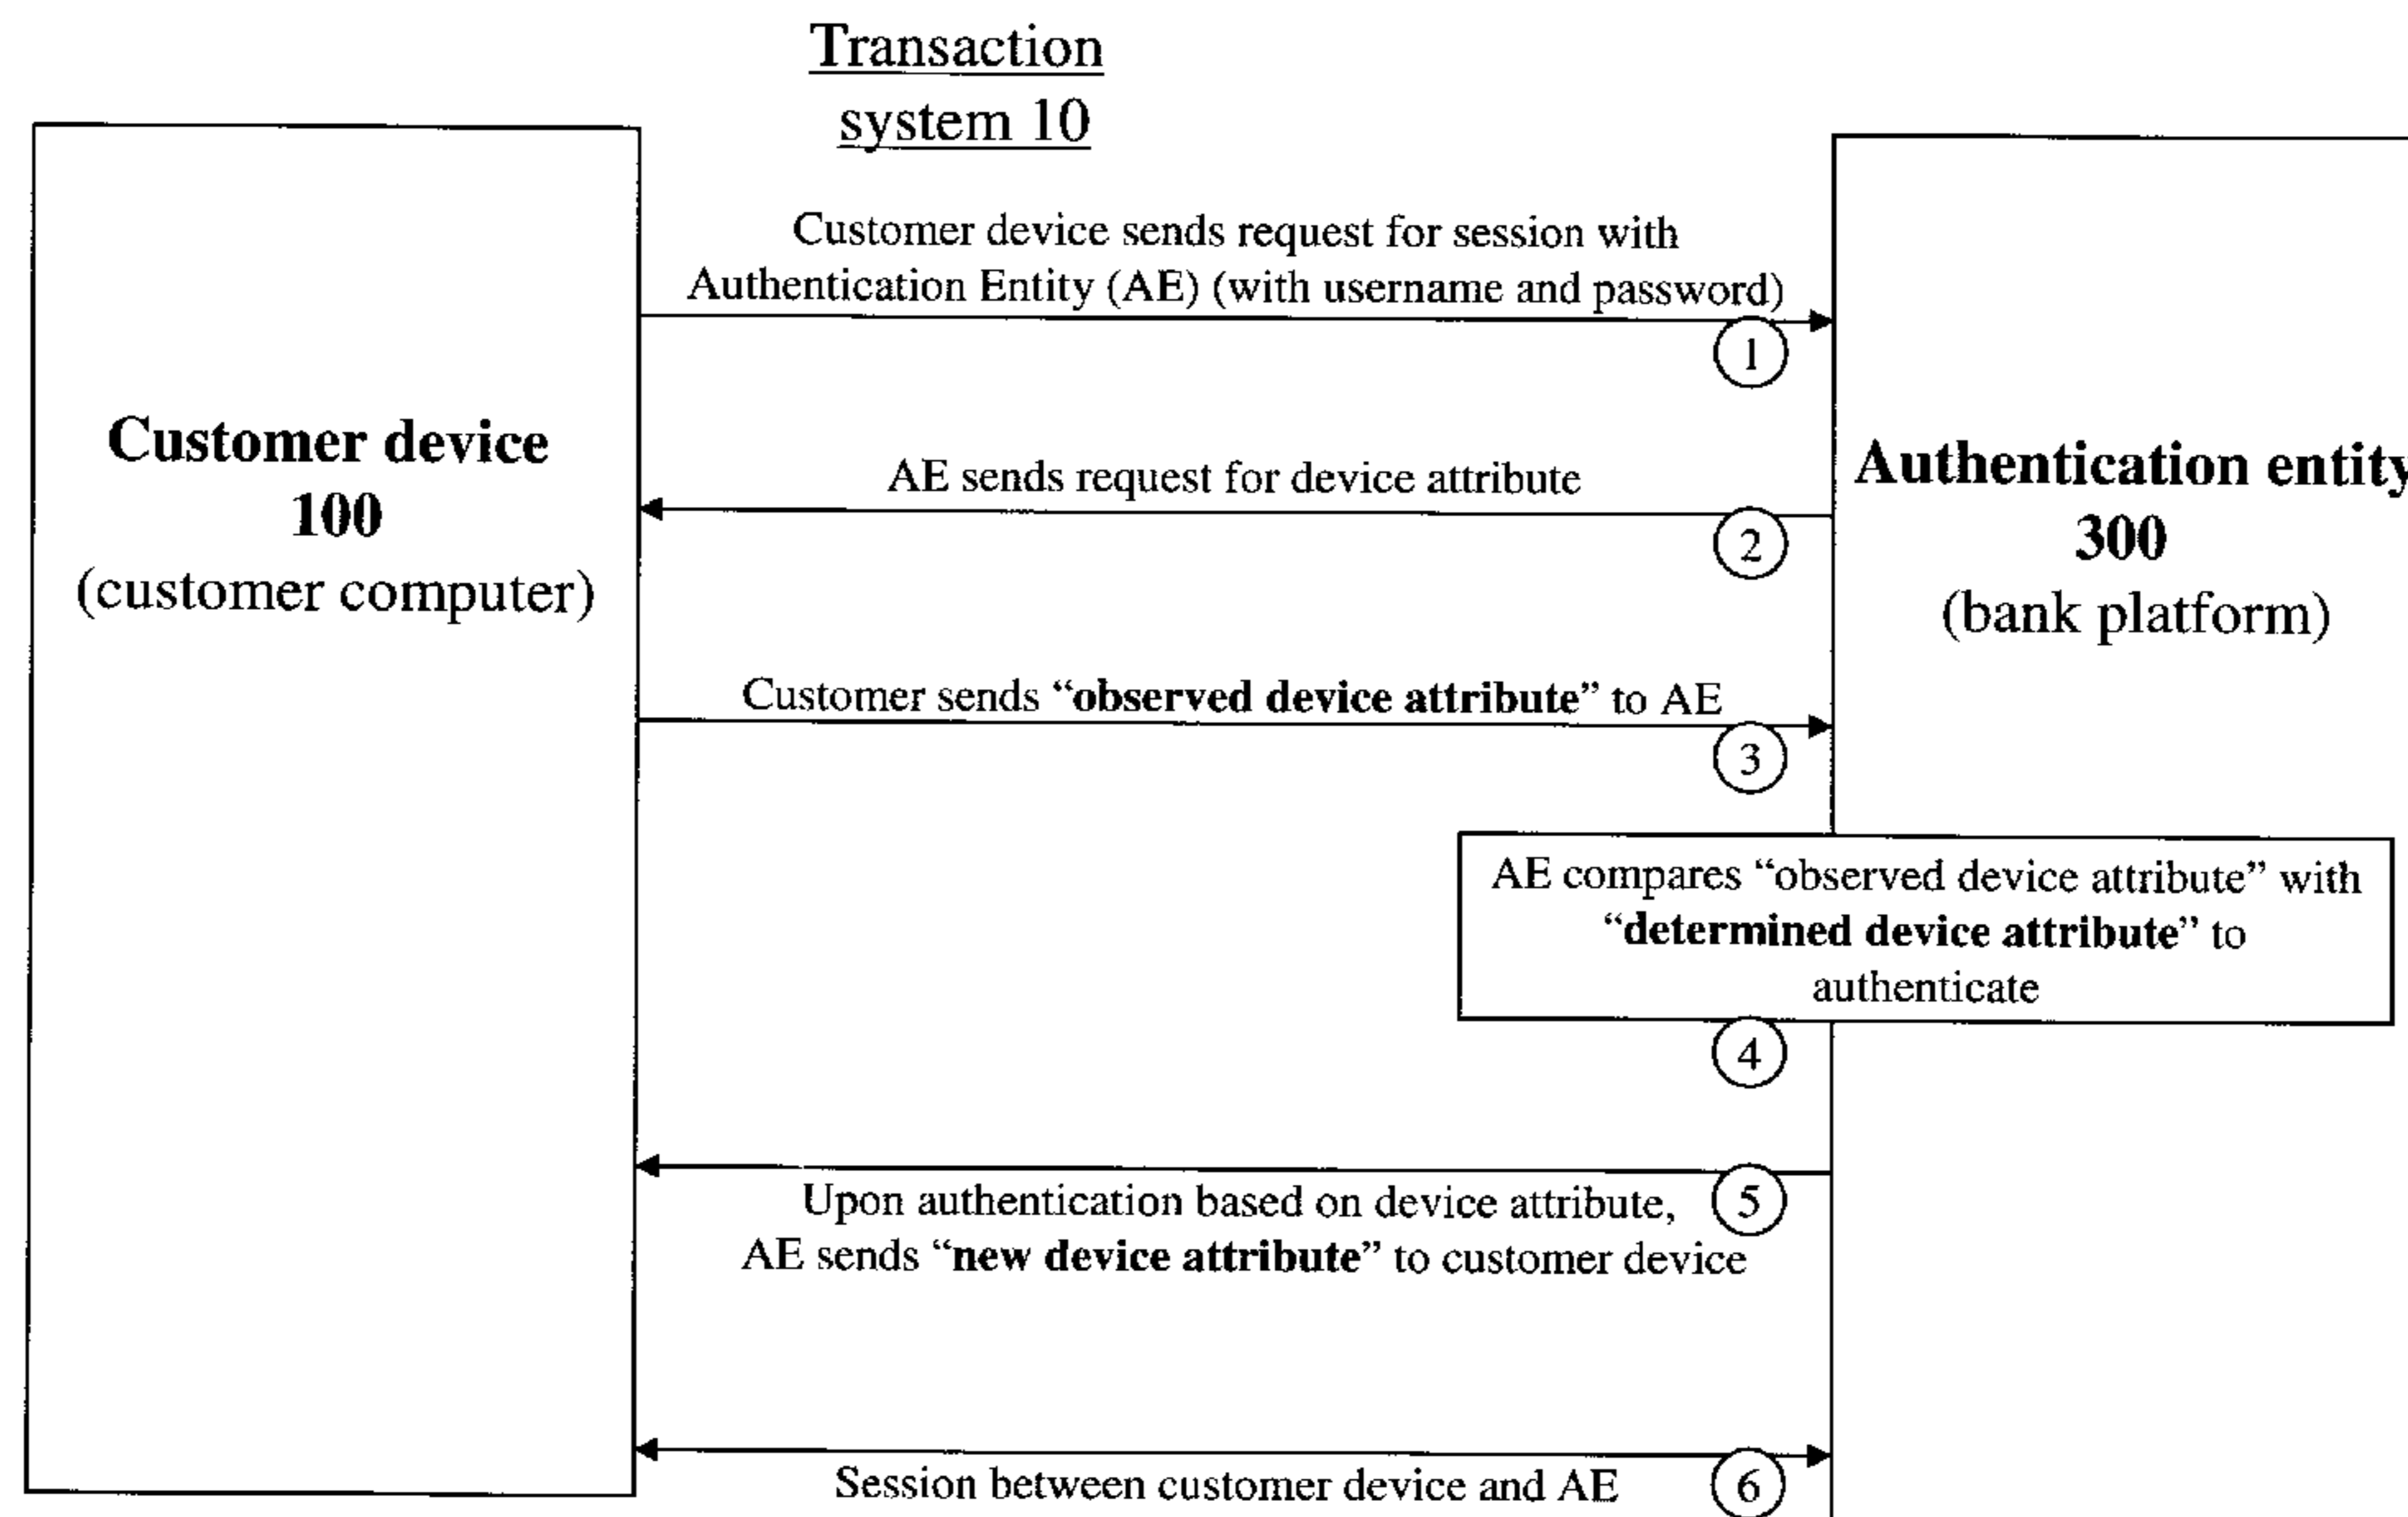 Transaction
system 10
Customer device sends request for session with
Authentication Entity (AE) (with username and password)
1
Customer device
100
(customer computer)
Authentication entity
300
(bank platform)
AE sends request for device attribute
2
Customer sends “observed device attribute” to AE
3
AE compares “observed device attribute” with
“determined device attribute” to
authenticate
4
5
Upon authentication based on device attribute,
AE sends “new device attribute” to customer device
Session between customer device and AE
6